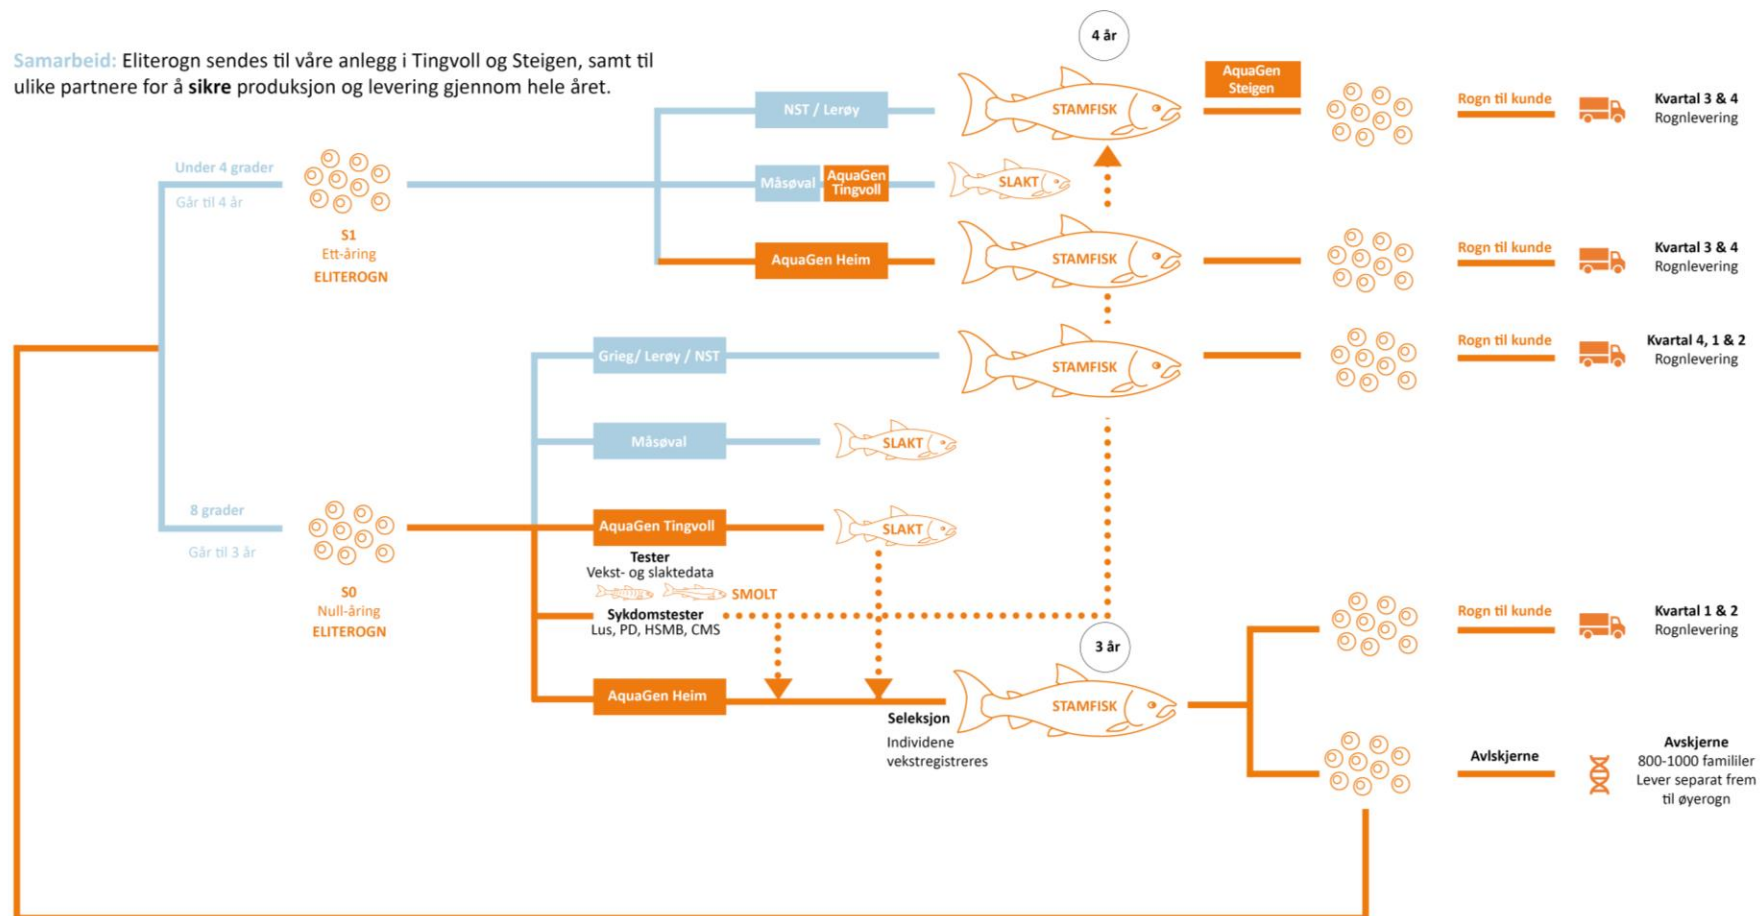 Samarbeid: Eliterogn sendes til våre anlegg i Tingvoll og Steigen, samt til
ulike partnere for å sikre produksjon og levering gjennom hele året.
4 år
Under 4 grader
Går til 4 år
S1
Ett-åring
ELITEROGN
NST / Lerøy
STAMFISK
AquaGen
Steigen
Rogn til kunde
Kvartal 3 & 4
Rognlevering
Måsøval
AquaGen
Tingvoll
SLAKT
AquaGen Heim
STAMFISK
Rogn til kunde
Kvartal 3 & 4
Rognlevering
Grieg/ Lerøy / NST
STAMFISK
Rogn til kunde
Kvartal 4, 1 & 2
Rognlevering
Måsøval
SLAKT
8 grader
Går til 3 år
S0
Null-åring
ELITEROGN
AquaGen Tingvoll
SLAKT
Tester
Vekst- og slaktedata
SMOLT
Sykdomstester
Lus, PD, HSMB, CMS
AquaGen Heim
Seleksjon
Individene
vekstregistreres
3 år
STAMFISK
Rogn til kunde
Kvartal 1 & 2
Rognlevering
Avlskjerne
Avskjerne
800-1000 famililer
Lever separat frem
til øyerogn